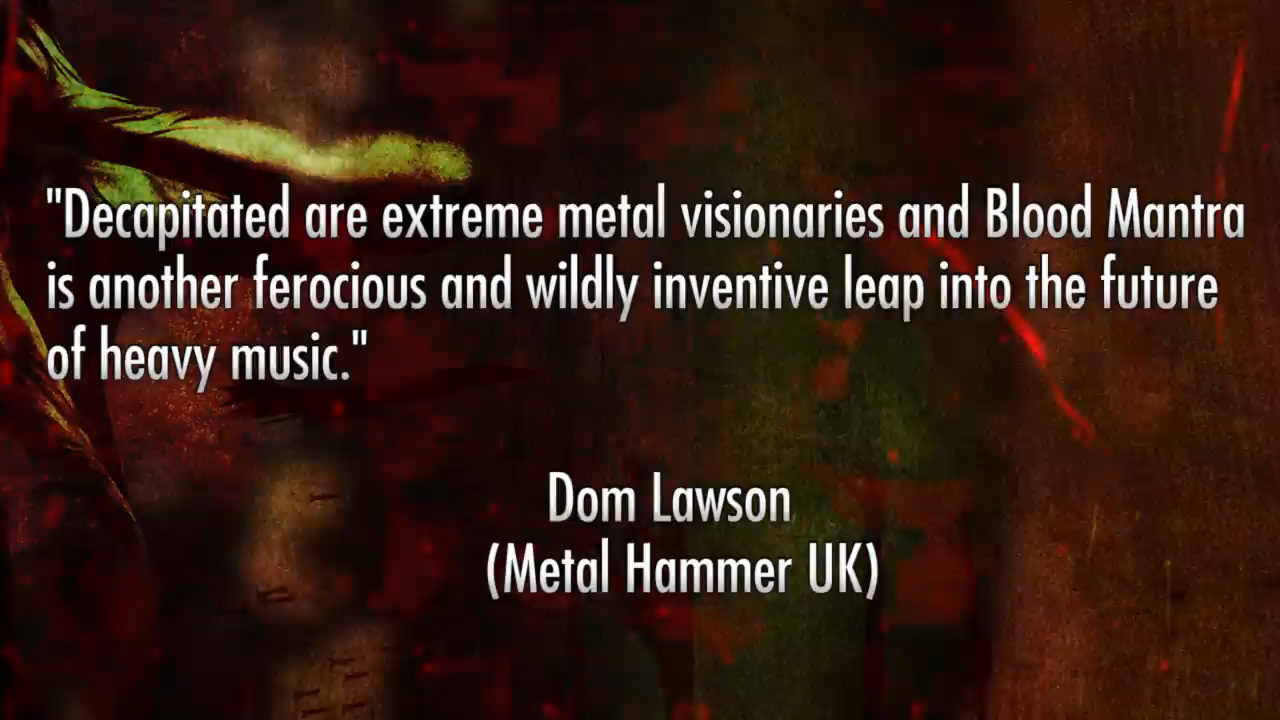 "Decapitated are extreme metal visionaries and Blood Mantra
is another ferocious and wildly inventive leap into the future
of heavy music."
Dom Lawson
(Metal Hammer UK)